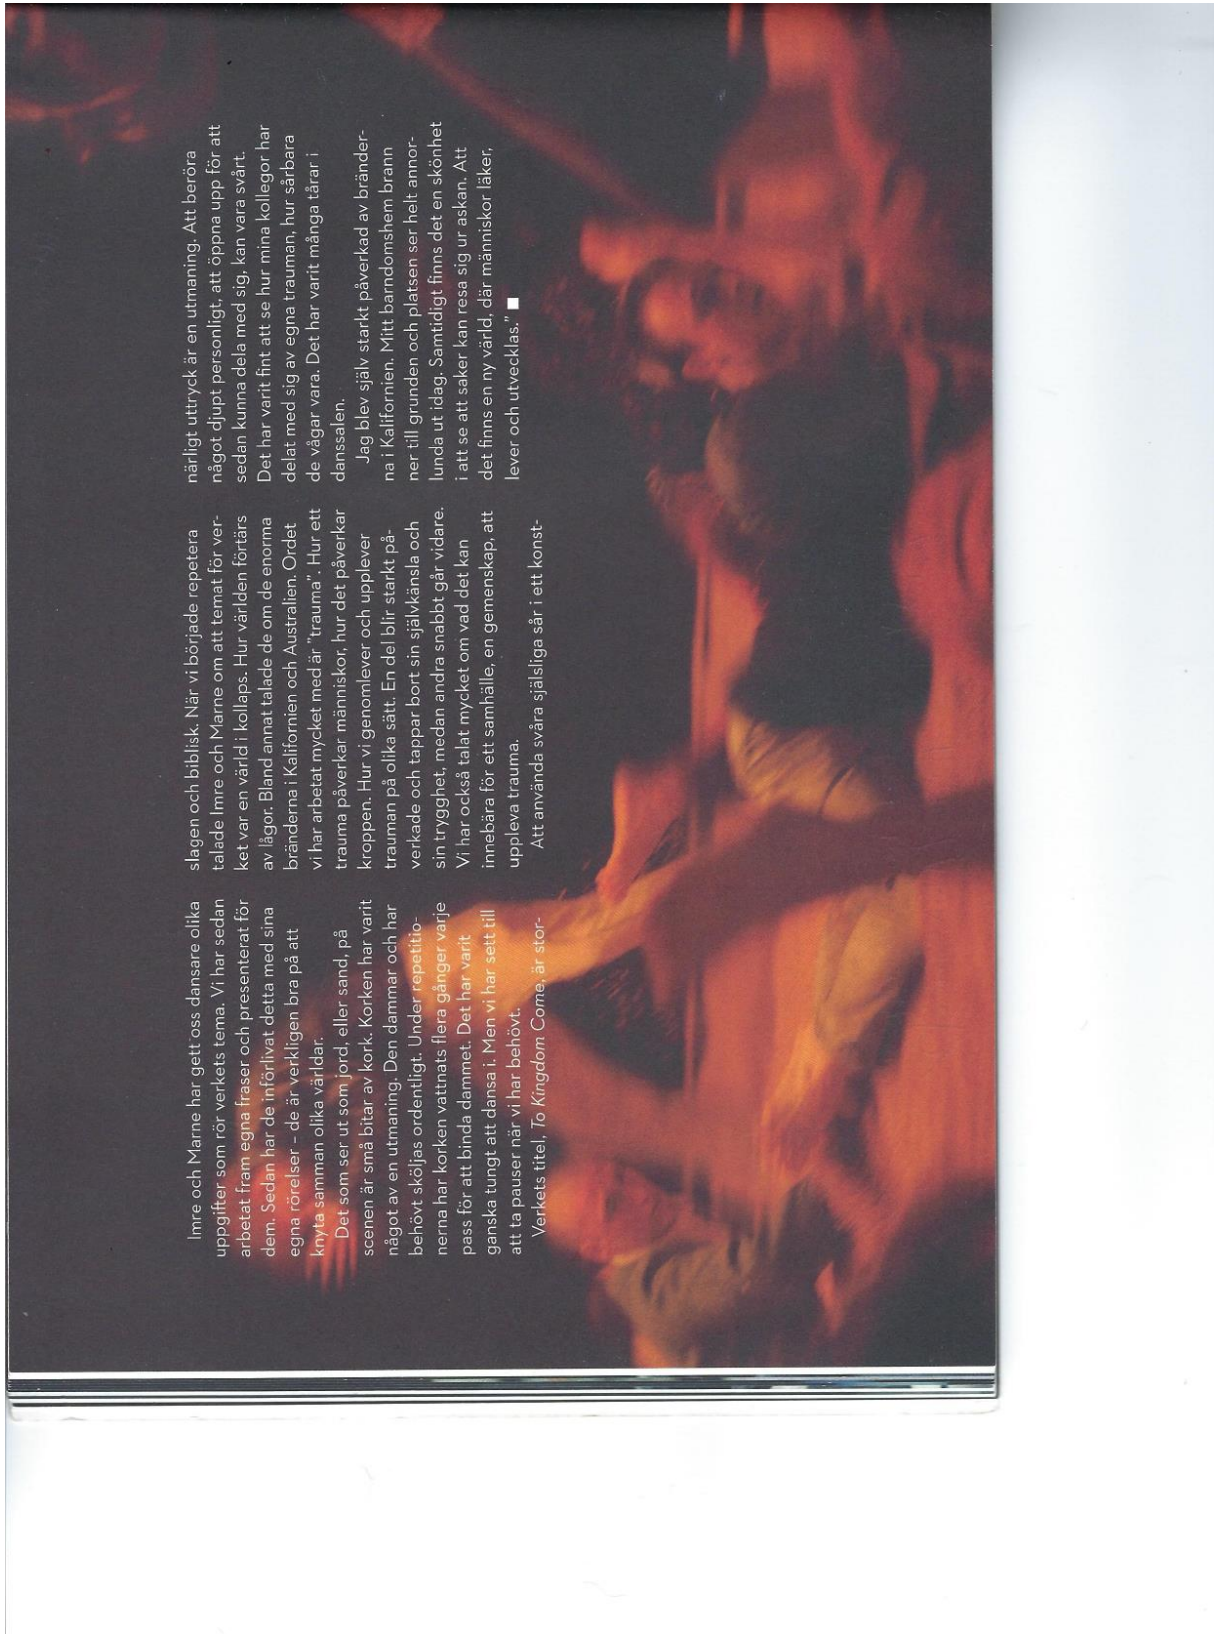 Imre och Marne har gett oss dansare olika
uppgifter som rör verkets tema. Vi har sedan
arbetat fram egna fraser och presenterat för
dem. Sedan har de införlivat detta med sina
egna rörelser – de är verkligen bra på att
knyta samman olika världar.
Det som ser ut som jord, eller sand, på
scenen är små bitar av kork. Korken har varit
något av en utmaning. Den dammar och har
behövt sköljas ordentligt. Under repetitio-
nerna har korken vattnats flera gånger varje
pass för att binda dammet. Det har varit
ganska tungt att dansa i. Men vi har sett till
att ta pauser när vi har behövt.
Verkets titel, To Kingdom Come, är stor-
slagen och biblisk. När vi började repetera
talade Imre och Marne om att temat för ver-
ket var en värld i kollaps. Hur världen förtärs
av lågor. Bland annat talade de om de enorma
bränderna i Kalifornien och Australien. Ordet
vi har arbetat mycket med är ”trauma”. Hur ett
trauma påverkar människor, hur det påverkar
kroppen. Hur vi genomlever och upplever
trauman på olika sätt. En del blir starkt på-
verkade och tappar bort sin självkänsla och
sin trygghet, medan andra snabbt går vidare.
Vi har också talat mycket om vad det kan
innebära för ett samhälle, en gemenskap, att
uppleva trauma.
Att använda svåra själsliga sår i ett konst-
närligt uttryck är en utmaning. Att beröra
något djupt personligt, att öppna upp för att
sedan kunna dela med sig, kan vara svårt.
Det har varit fint att se hur mina kollegor har
delat med sig av egna trauman, hur sårbara
de vågar vara. Det har varit många tårar i
danssalen.
Jag blev själv starkt påverkad av bränder-
na i Kalifornien. Mitt barndomshem brann
ner till grunden och platsen ser helt annor-
lunda ut idag. Samtidigt finns det en skönhet
i att se att saker kan resa sig ur askan. Att
det finns en ny värld, där människor läker,
lever och utvecklas.” ■